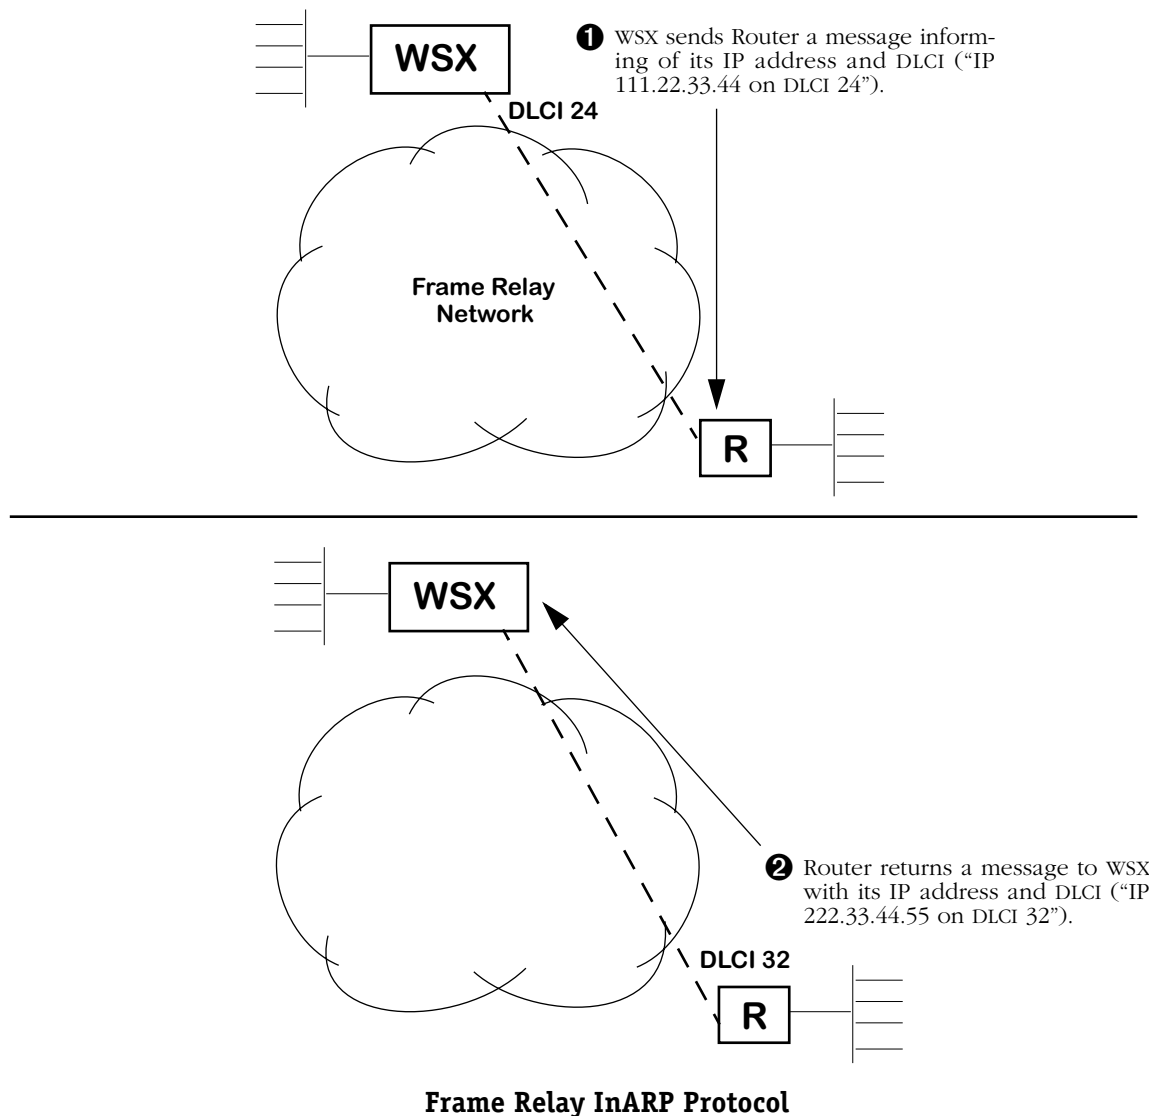 WSX
❶ WSX sends Router a message inform-
ing of its IP address and DLCI (“IP
111.22.33.44 on DLCI 24”).
DLCI 24
Frame Relay
Network
R
WSX
❷ Router returns a message to WSX
with its IP address and DLCI (“IP
222.33.44.55 on DLCI 32”).
DLCI 32
R
Frame Relay InARP Protocol